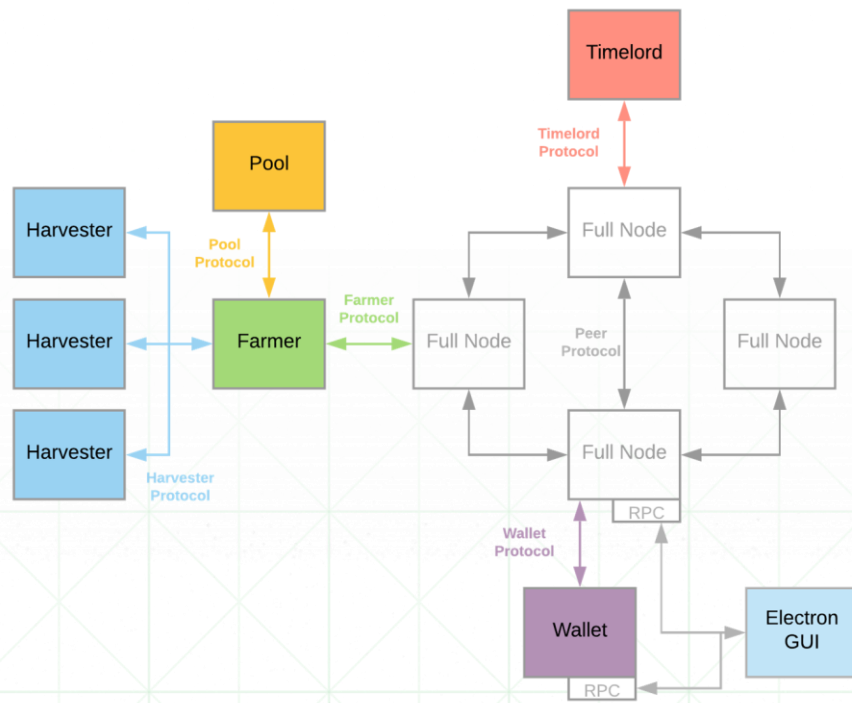 Timelord
Timelord
Protocol
Pool
Harvester
Full Node
Pool
Protocol
Farmer
Protocol
Harvester
Farmer
Full Node
Peer
Protocol
Full Node
Harvester
Full Node
Harvester
Protocol
RPC
Wallet
Protocol
Wallet
Electron
GUI
RPC